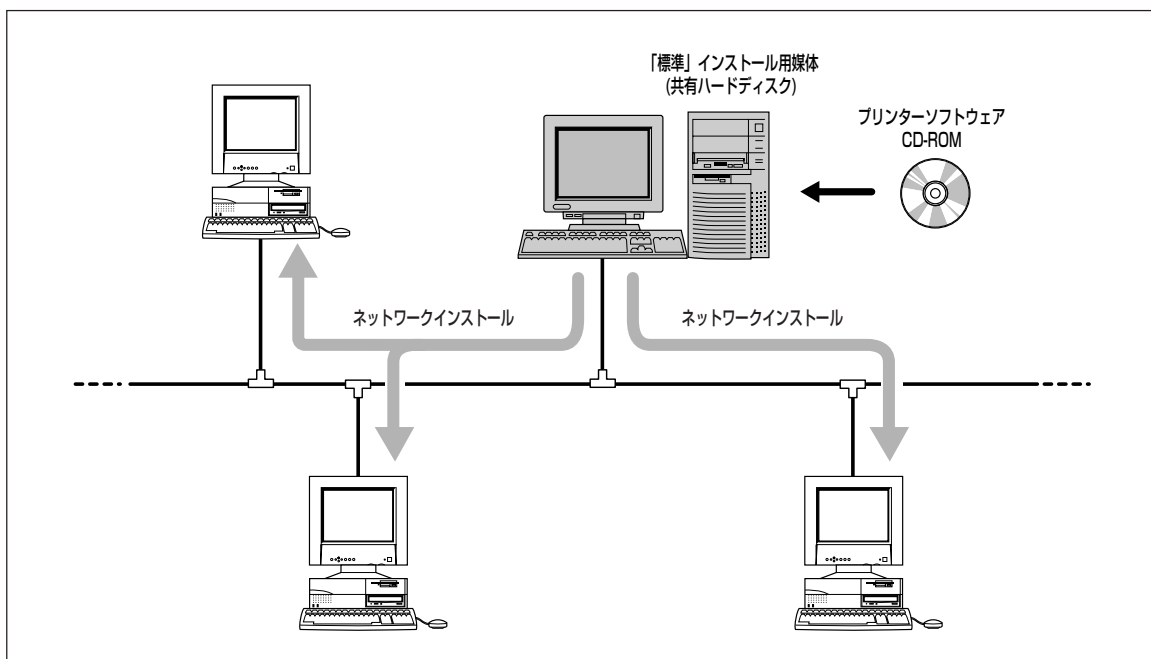 「標準」インストール用媒体
(共有ハードディスク)
プリンターソフトウェア
CD-ROM
ネットワークインストール
ネットワークインストール